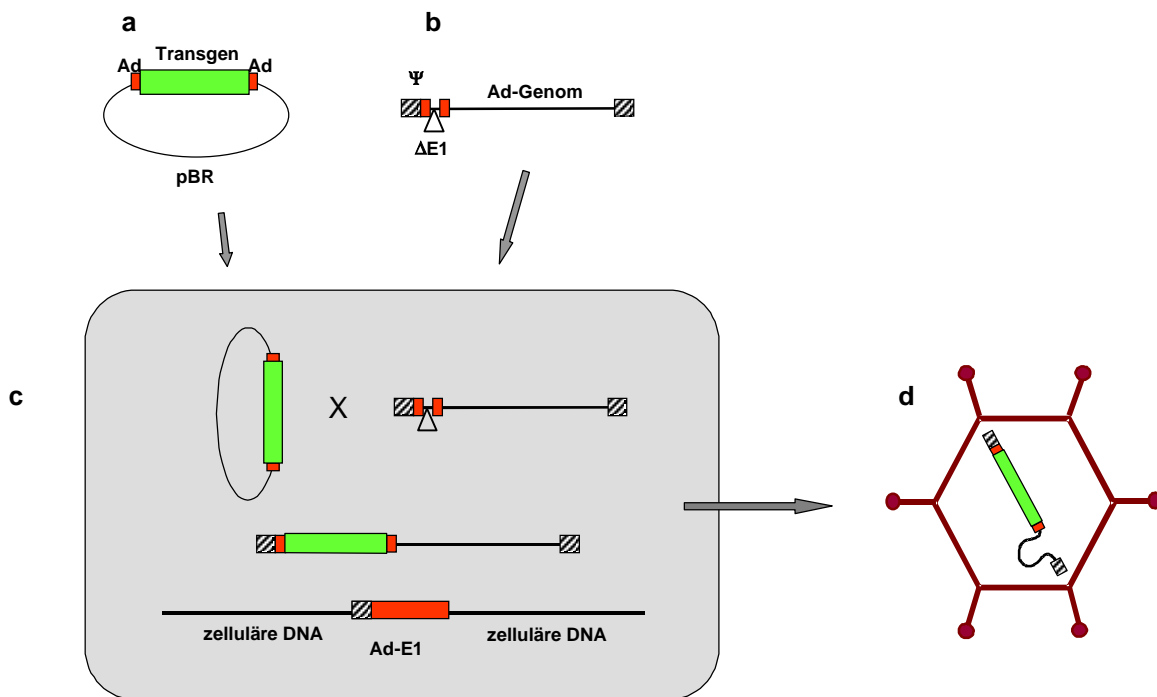 a
Transgen
Ad Ad
pBR
b
Ψ
Ad-Genom
ΔE1
c
X
zelluläre DNA
Ad-E1
zelluläre DNA
d